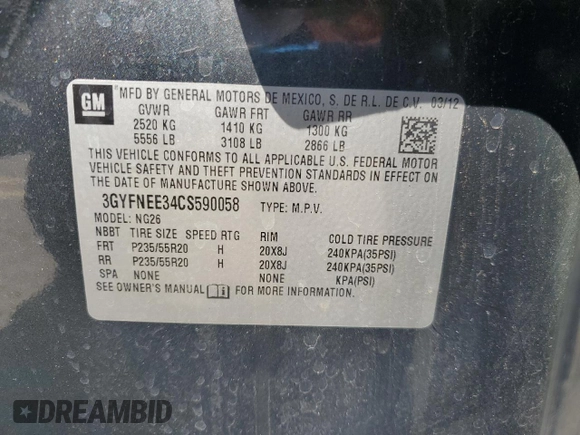 GM MFD BY GENERAL MOTORS DE MEXICO, S. DE R.L. DE C.V. 03/12
GVWR GAWR FRT GAWR RR
2520 KG 1410 KG 1300 KG
5556 LB 3108 LB 2866 LB
THIS VEHICLE CONFORMS TO ALL APPLICABLE U.S. FEDERAL MOTOR
VEHICLE SAFETY AND THEFT PREVENTION STANDARDS IN EFFECT ON THE
DATE OF MANUFACTURE SHOWN ABOVE.
3GYFNEE34CS590058 TYPE: M.P.V.
MODEL: NG26
NBBT TIRE SIZE SPEED RTG RIM COLD TIRE PRESSURE
FRT P235/55R20 H 20X8J 240KPA(35PSI)
RR P235/55R20 H 20X8J 240KPA(35PSI)
SPA NONE NONE KPA(PSI)
SEE OWNER'S MANUAL FOR MORE INFORMATION.
DREAMBID